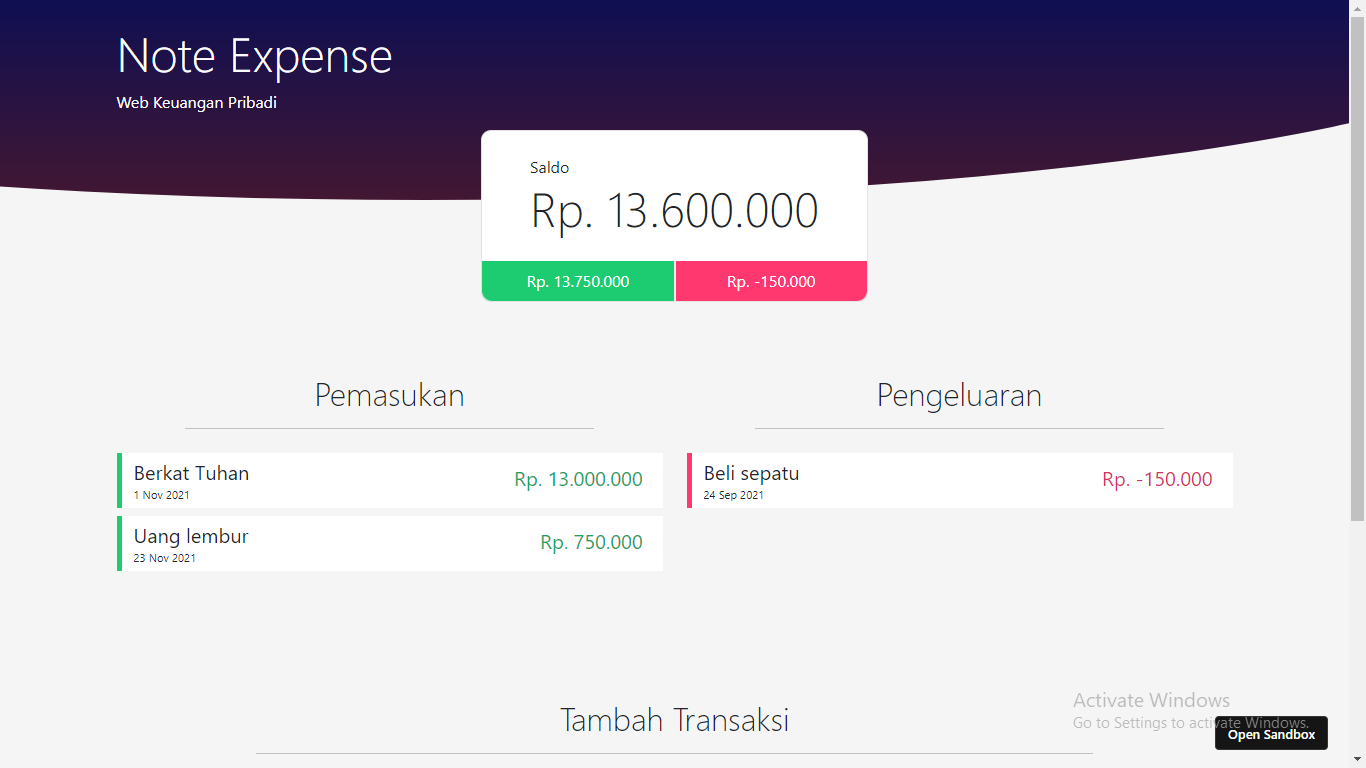 Note Expense
Web Keuangan Pribadi
Saldo
Rp. 13.600.000
Rp. 13.750.000
Rp. -150.000
Pemasukan
Berkat Tuhan
1 Nov 2021
Rp. 13.000.000
Uang lembur
23 Nov 2021
Rp. 750.000
Pengeluaran
Beli sepatu
24 Sep 2021
Rp. -150.000
Tambah Transaksi
Activate Windows
Go to Settings to activate Windows.
Open Sandbox